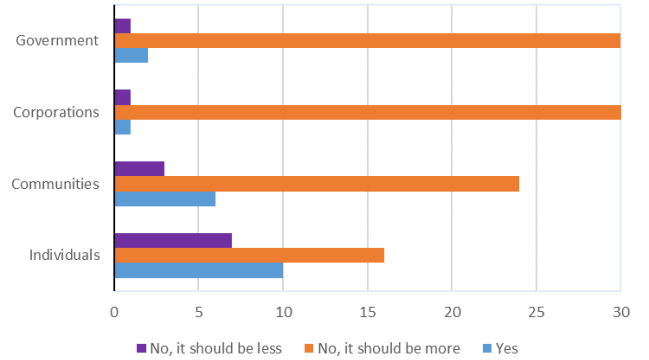 Government
Corporations
Communities
Individuals
0 5 10 15 20 25 30
No, it should be less No, it should be more Yes